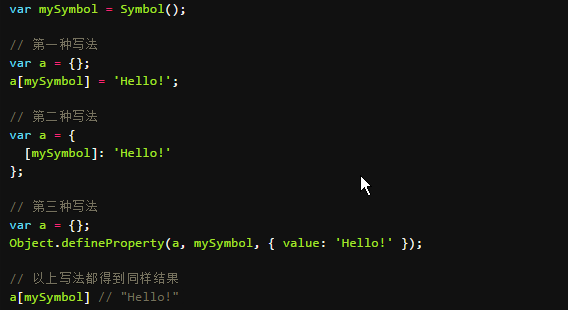 var mySymbol = Symbol();
// 第一种写法
var a = {};
a[mySymbol] = 'Hello!';
// 第二种写法
var a = {
[mySymbol]: 'Hello!'
};
// 第三种写法
var a = {};
Object.defineProperty(a, mySymbol, { value: 'Hello!' });
// 以上写法都得到同样结果
a[mySymbol] // "Hello!"